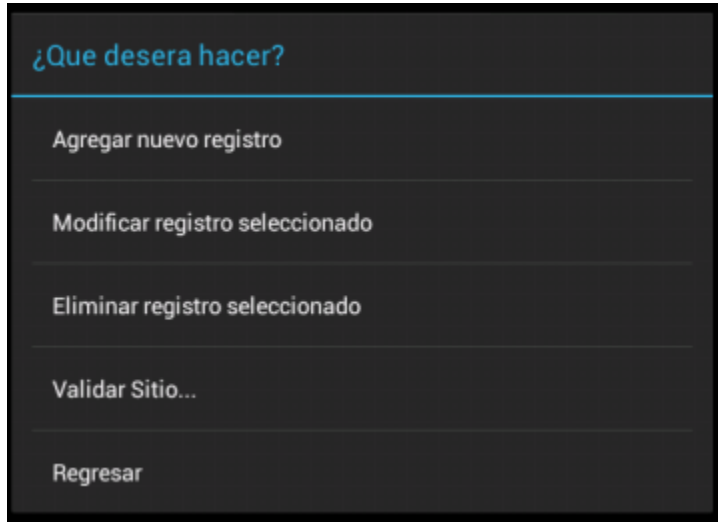 ¿Que desera hacer?
Agregar nuevo registro
Modificar registro seleccionado
Eliminar registro seleccionado
Validar Sitio...
Regresar